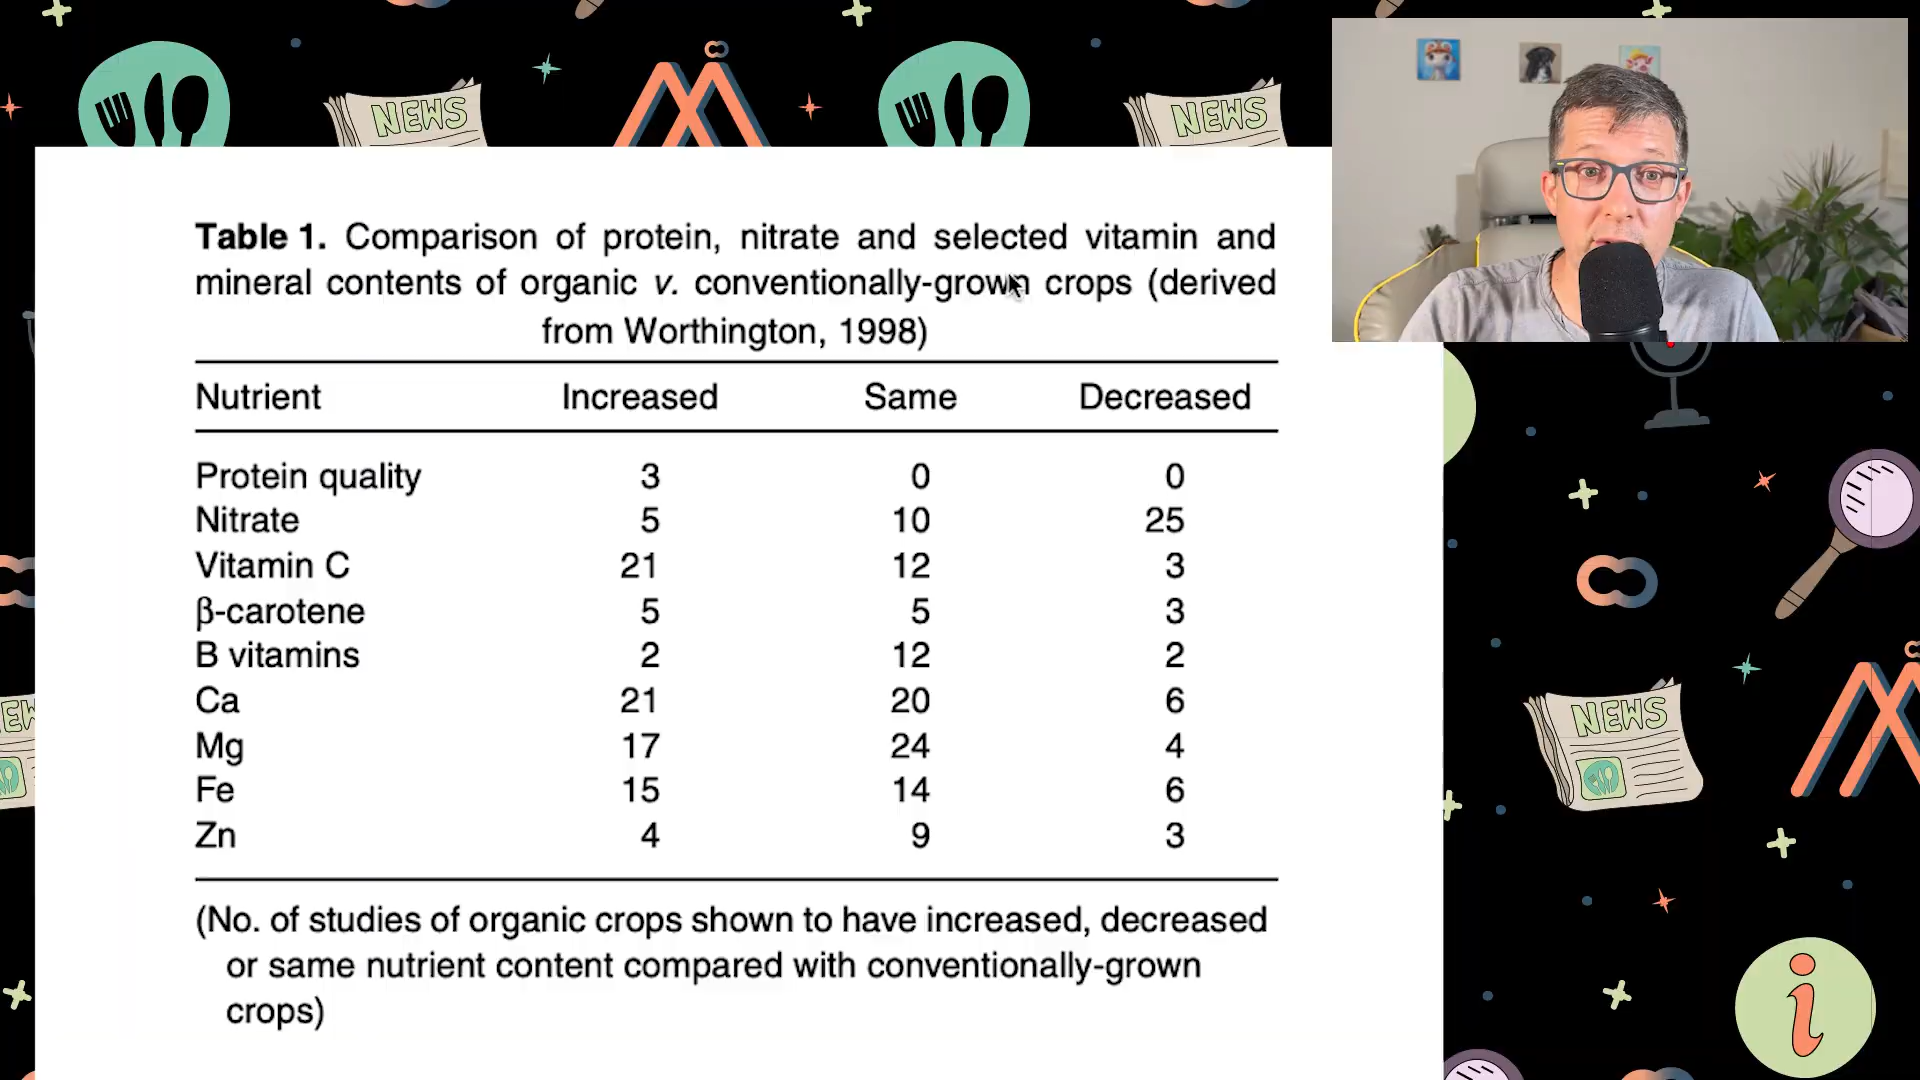 NEWS
NEWS
Table 1. Comparison of protein, nitrate and selected vitamin and
mineral contents of organic v. conventionally-grown crops (derived
from Worthington, 1998)
Nutrient Increased Same Decreased
Protein quality 3 0 0
Nitrate 5 10 25
Vitamin C 21 12 3
β-carotene 5 5 3
B vitamins 2 12 2
Ca 21 20 6
Mg 17 24 4
Fe 15 14 6
Zn 4 9 3
(No. of studies of organic crops shown to have increased, decreased
or same nutrient content compared with conventionally-grown
crops)
NEWS
i